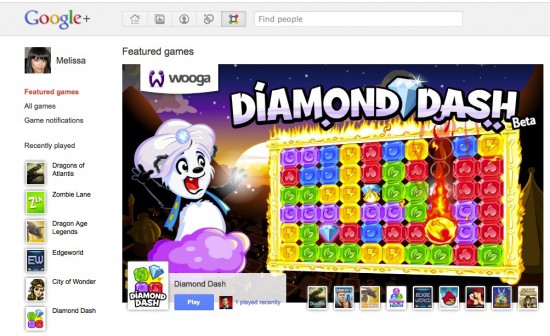 Google+
Find people
Melissa
Featured games
All games
Game notifications
Recently played
Dragons of
Atlantis
Zombie Lane
Dragon Age
Legends
Edgeworld
City of Wonder
Diamond Dash
Featured games
wooga
DIAMOND DASH
Beta
DIAMOND
DASH
Diamond Dash
Play
1 played recently